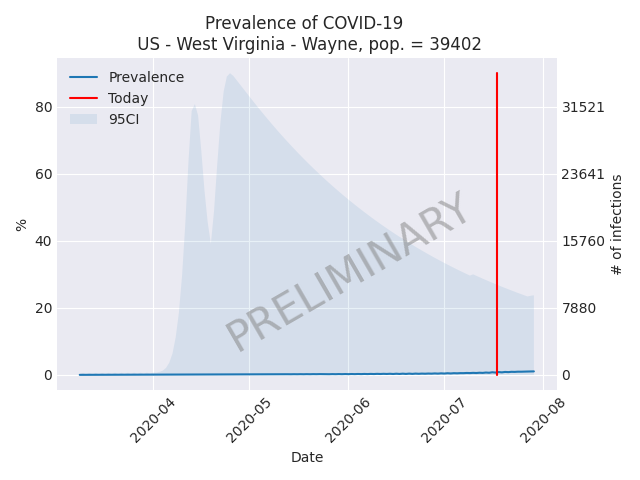 Prevalence of COVID-19
US - West Virginia - Wayne, pop. = 39402
Prevalence
Today
95CI
80
60
40
20
0
%
31521
23641
15760
7880
0
# of infections
PRELIMINARY
2020-04
2020-05
2020-06
2020-07
2020-08
Date